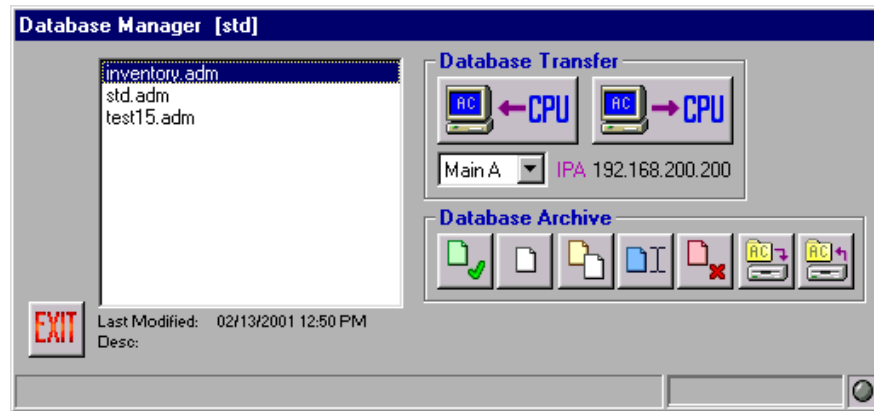 Database Manager [std]
inventory.adm
std.adm
test15.adm
Database Transfer
AC CPU
AC CPU
Main A IPA 192.168.200.200
Database Archive
AC AC
EXIT
Last Modified: 02/13/2001 12:50 PM
Desc: